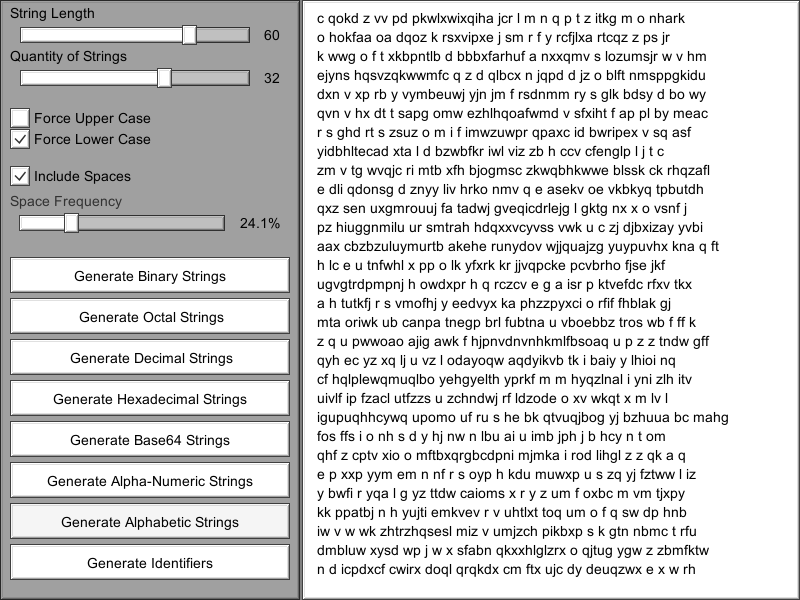 String Length
60
Quantity of Strings
32
Force Upper Case
Force Lower Case
Include Spaces
Space Frequency
24.1%
Generate Binary Strings
Generate Octal Strings
Generate Decimal Strings
Generate Hexadecimal Strings
Generate Base64 Strings
Generate Alpha-Numeric Strings
Generate Alphabetic Strings
Generate Identifiers
c qokd z vv pd pkwlxwixqiha jcr l m n q p t z itkg m o nhark
o hokfaa oa dqoz k rsxvipxe j sm r f y rcfjlxa rtcqz z ps jr
k wwg o f t xkbpntlb d bbbxfarhuf a nxxqmv s lozumsjr w v hm
ejyns hqsvzqkwwmfc q z d qlbcx n jqpd d jz o blft nmsppgkidu
dxn v xp rb y vymbeuwj yjn jm f rsdnmm ry s glk bdsy d bo wy
qvn v hx dt t sapg omw ezhlhqoafwmd v sfxiht f ap pl by meac
r s ghd rt s zsuz o m i f imwzuwpr qpaxc id bwripex v sq asf
yidbhltecad xta l d bzwbfkr iwl viz zb h ccv cfenglp l j t c
zm v tg wvqjc ri mtb xfh bjogmsc zkwqbhkwwe blssk ck rhqzafl
e dli qdonsg d znyy liv hrko nmv q e asekv oe vkbkyq tpbutdh
qxz sen uxgmrouuj fa tadwj gveqicdrlejg l gktg nx x o vsnf j
pz hiuggnmilu ur smtrah hdqxxvcyvss vwk u c zj djbxizay yvbi
aax cbzbzuluymurtb akehe runydov wjjquajzg yuypuvhx kna q ft
h lc e u tnfwhl x pp o lk yfxrk kr jjvqpcke pcvbrho fjse jkf
ugvgtrdpmpnj h owdxpr h q rczcv e g a isr p ktvefdc rfxv tkx
a h tutkfj r s vmofhj y eedvyx ka phzzpyxci o rfif fhblak gj
mta oriwk ub canpa tnegp brl fubtna u vboebbz tros wb f ff k
z q u pwwoao ajig awk f hjpnvdnvnhkmlfbsoaq u p z z tndw gff
qyh ec yz xq lj u vz l odayoqw aqdyikvb tk i baiy y lhioi nq
cf hqlplewqmuqlbo yehgyelth yprkf m m hyqzlnal i yni zlh itv
uivlf ip fzacl utfzzs u zchndwj rf ldzode o xv wkqt x m lv l
igupuqhhcywq upomo uf ru s he bk qtvuqjbog yj bzhuua bc mahg
fos ffs i o nh s d y hj nw n lbu ai u imb jph j b hcy n t om
qhf z cptv xio o mftbxqrgbcdpni mjmka i rod lihgl z z qk a q
e p xxp yym em n nf r s oyp h kdu muwxp u s zq yj fztww l iz
y bwfi r yqa l g yz ttdw caioms x r y z um f oxbc m vm tjxpy
kk ppatbj n h yujti emkvev r v uhtlxt toq um o f q sw dp hnb
iw v w wk zhtrzhqsesl miz v umjzch pikbxp s k gtn nbmc t rfu
dmbluw xysd wp j w x sfabn qkxxhlglzrx o qjtug ygw z zbmfktw
n d icpdxcf cwirx doql qrqkdx cm ftx ujc dy deuqzwx e x w rh